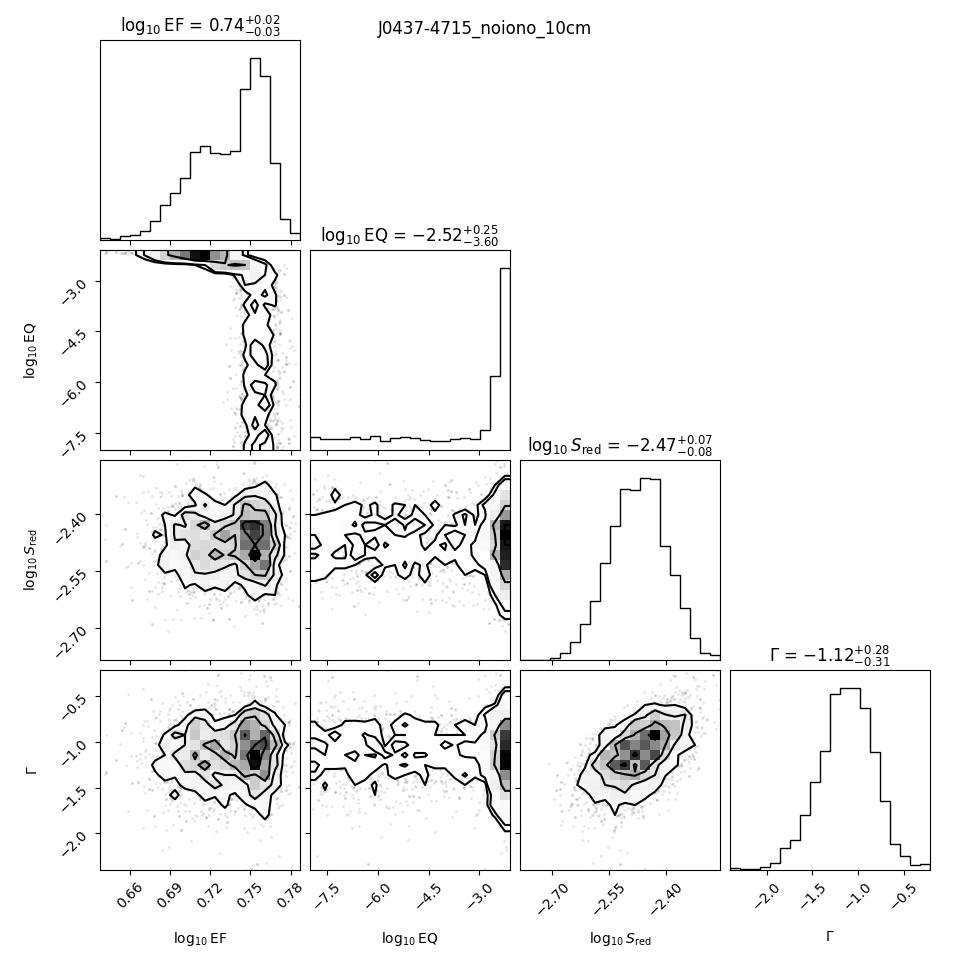 J0437-4715_noiono_10cm
log₁₀ EF = 0.74^{+0.02}_{−0.03}
log₁₀ EQ = −2.52^{+0.25}_{−3.60}
log₁₀ EQ
−3.0
−4.5
−6.0
−7.5
log₁₀ S_red = −2.47^{+0.07}_{−0.08}
log₁₀ S_red
−2.40
−2.55
−2.70
Γ = −1.12^{+0.28}_{−0.31}
Γ
−0.5
−1.0
−1.5
−2.0
0.66 0.69 0.72 0.75 0.78 −7.5 −6.0 −4.5 −3.0 −2.70 −2.55 −2.40 −2.0 −1.5 −1.0 −0.5
log₁₀ EF log₁₀ EQ log₁₀ S_red Γ